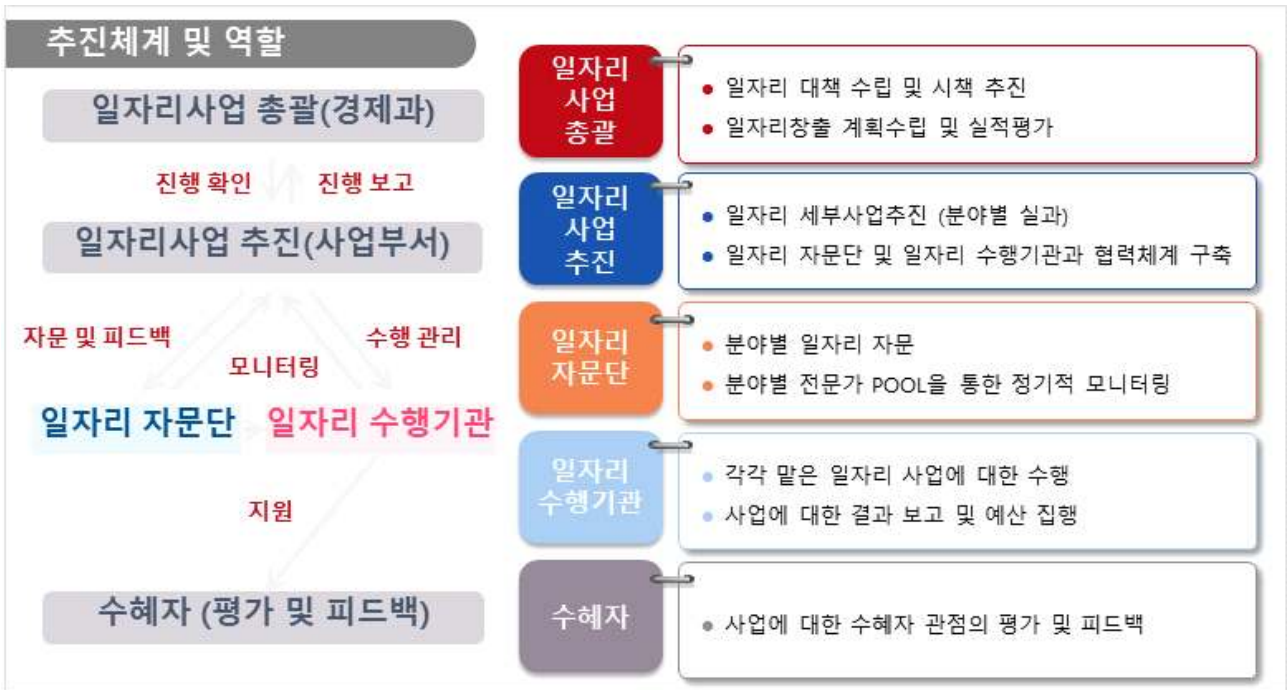 추진체계 및 역할
일자리사업 총괄(경제과)
진행 확인 진행 보고
일자리사업 추진(사업부서)
자문 및 피드백
수행 관리
모니터링
일자리 자문단 일자리 수행기관
지원
수혜자 (평가 및 피드백)
일자리
사업
총괄
일자리 대책 수립 및 시책 추진
일자리창출 계획수립 및 실적평가
일자리
사업
추진
일자리 세부사업추진 (분야별 실과)
일자리 자문단 및 일자리 수행기관과 협력체계 구축
일자리
자문단
분야별 일자리 자문
분야별 전문가 POOL을 통한 정기적 모니터링
일자리
수행기관
각각 맡은 일자리 사업에 대한 수행
사업에 대한 결과 보고 및 예산 집행
수혜자
사업에 대한 수혜자 관점의 평가 및 피드백